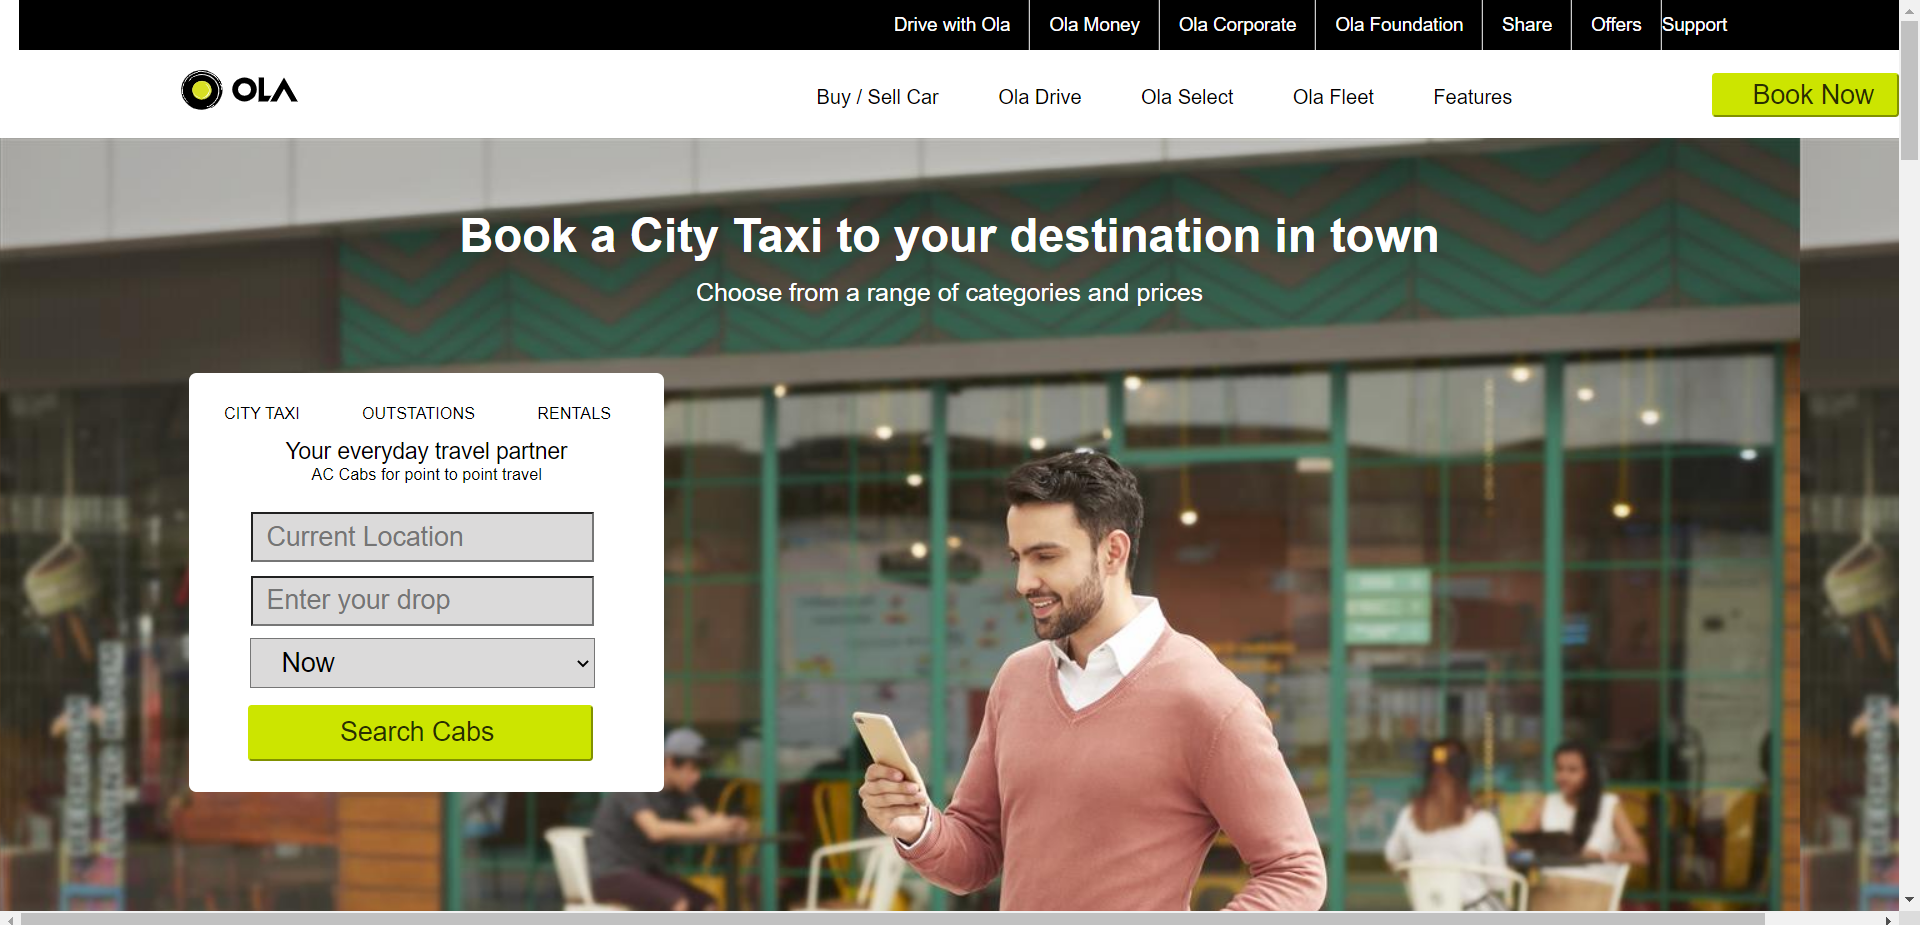 Drive with Ola
Ola Money
Ola Corporate
Ola Foundation
Share
Offers
Support
OLA
Buy / Sell Car
Ola Drive
Ola Select
Ola Fleet
Features
Book Now
Book a City Taxi to your destination in town
Choose from a range of categories and prices
CITY TAXI
OUTSTATIONS
RENTALS
Your everyday travel partner
AC Cabs for point to point travel
Current Location
Enter your drop
Now
Search Cabs